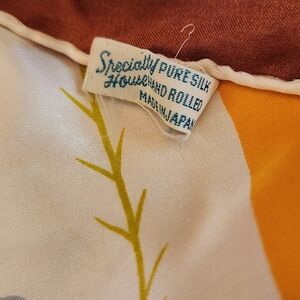 Specialty PURE SILK
House HAND ROLLED
MADE IN JAPAN